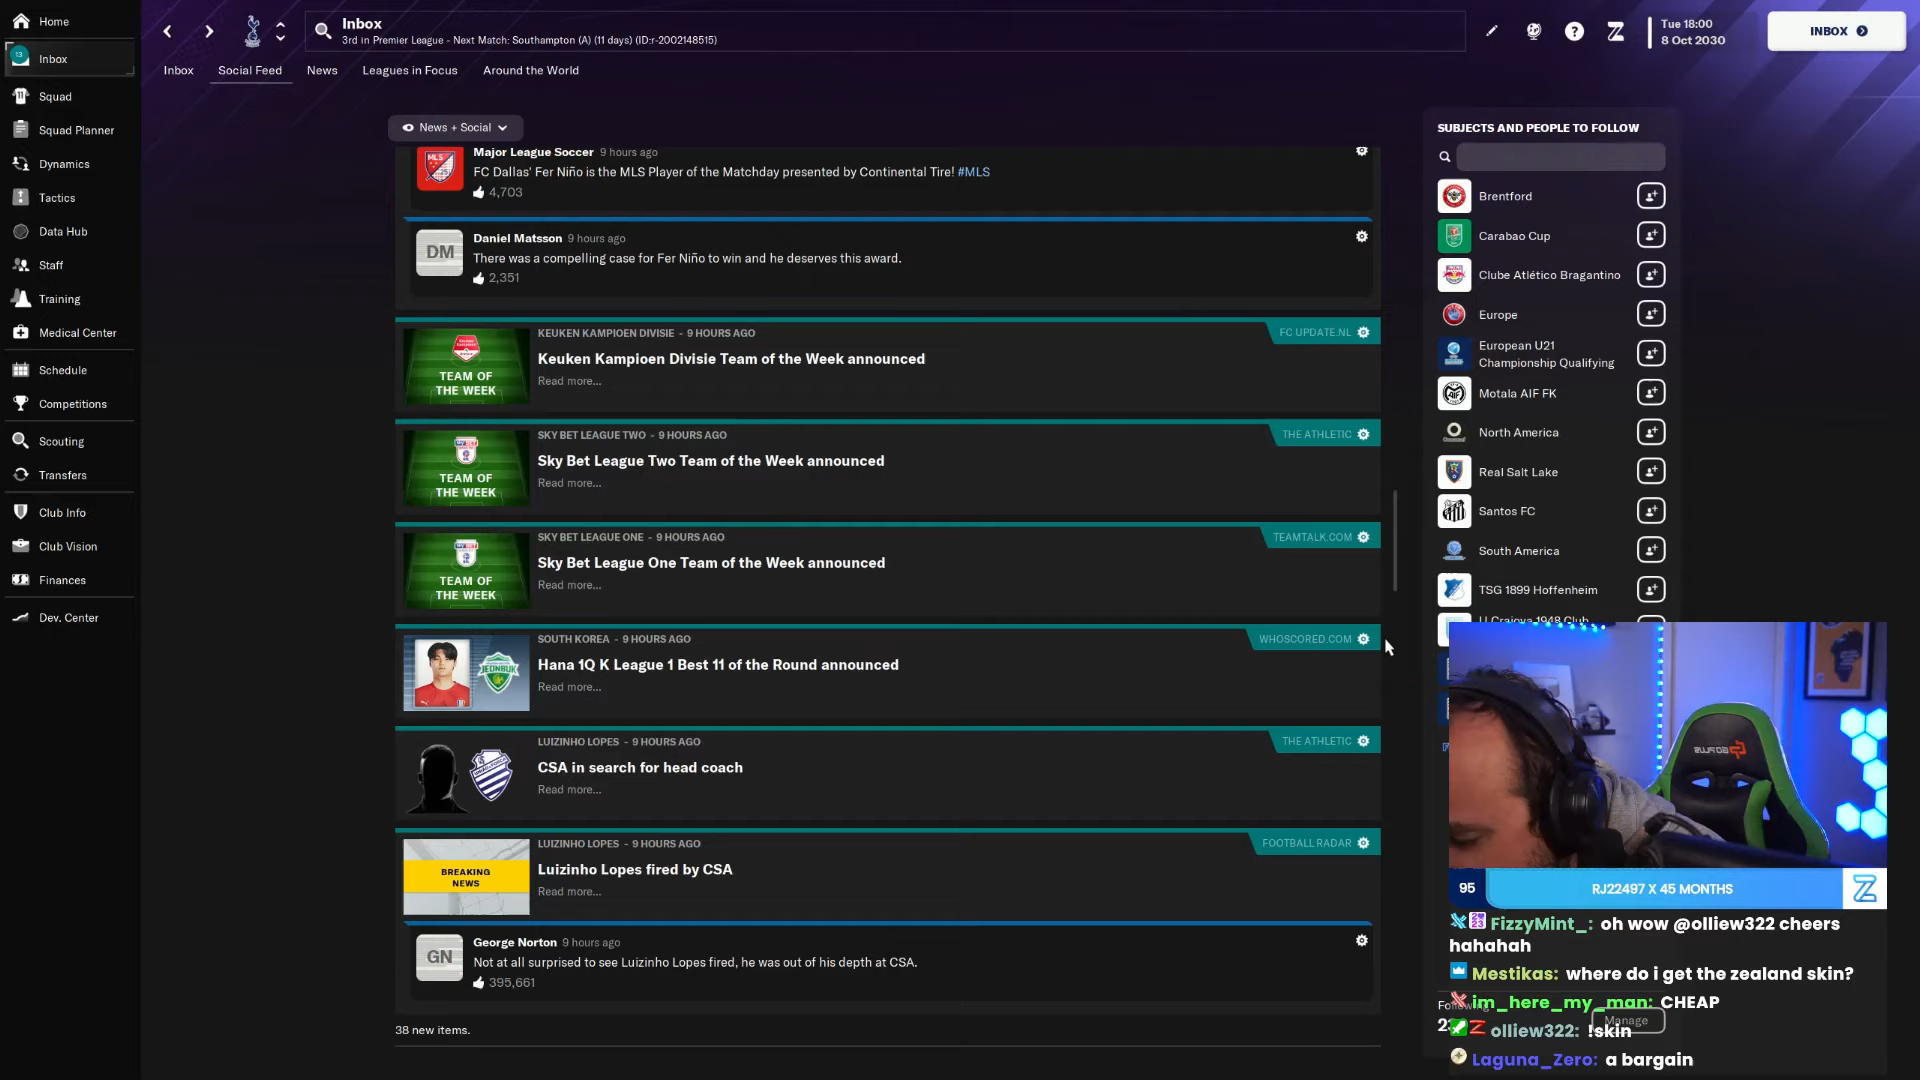 Home
13
Inbox
Squad
Squad Planner
Dynamics
Tactics
Data Hub
Staff
Training
Medical Center
Schedule
Competitions
Scouting
Transfers
Club Info
Club Vision
Finances
Dev. Center
Inbox
3rd in Premier League - Next Match: Southampton (A) (11 days) (ID:r-2002148515)
Tue 18:00
8 Oct 2030
INBOX
Inbox
Social Feed
News
Leagues in Focus
Around the World
News + Social
Major League Soccer 9 hours ago
FC Dallas' Fer Niño is the MLS Player of the Matchday presented by Continental Tire! #MLS
4,703
DM
Daniel Matsson 9 hours ago
There was a compelling case for Fer Niño to win and he deserves this award.
2,351
TEAM OF
THE WEEK
KEUKEN KAMPIOEN DIVISIE - 9 HOURS AGO
FC UPDATE.NL
Keuken Kampioen Divisie Team of the Week announced
Read more...
TEAM OF
THE WEEK
SKY BET LEAGUE TWO - 9 HOURS AGO
THE ATHLETIC
Sky Bet League Two Team of the Week announced
Read more...
TEAM OF
THE WEEK
SKY BET LEAGUE ONE - 9 HOURS AGO
TEAMTALK.COM
Sky Bet League One Team of the Week announced
Read more...
JEONBUK
SOUTH KOREA - 9 HOURS AGO
WHOSCORED.COM
Hana 1Q K League 1 Best 11 of the Round announced
Read more...
LUIZINHO LOPES - 9 HOURS AGO
THE ATHLETIC
CSA in search for head coach
Read more...
BREAKING
NEWS
LUIZINHO LOPES - 9 HOURS AGO
FOOTBALL RADAR
Luizinho Lopes fired by CSA
Read more...
GN
George Norton 9 hours ago
Not at all surprised to see Luizinho Lopes fired, he was out of his depth at CSA.
395,661
38 new items.
SUBJECTS AND PEOPLE TO FOLLOW
Brentford
Carabao Cup
Clube Atlético Bragantino
Europe
European U21
Championship Qualifying
Motala AIF FK
North America
Real Salt Lake
Santos FC
South America
TSG 1899 Hoffenheim
U Craiova 1948 Club
95
RJ22497 X 45 MONTHS
FizzyMint_: oh wow @olliew322 cheers
hahahah
Mestikas: where do i get the zealand skin?
im_here_my_man: CHEAP
Manage
olliew322: !skin
Laguna_Zero: a bargain